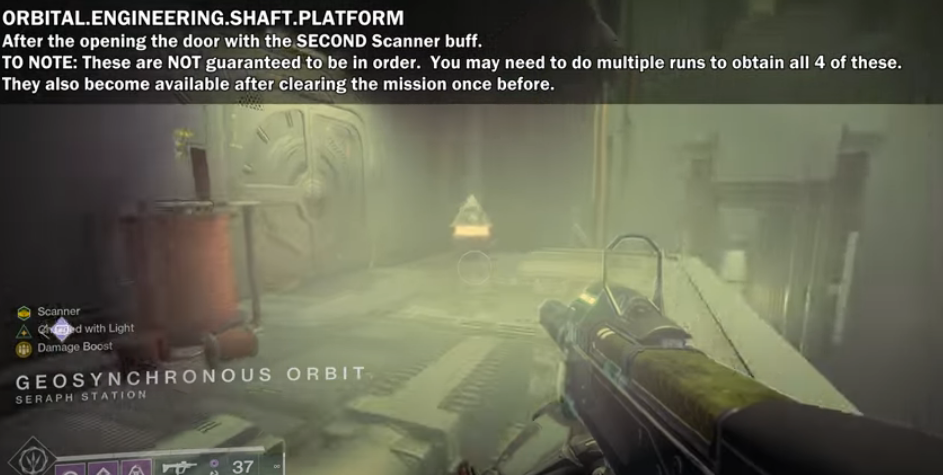 ORBITAL.ENGINEERING.SHAFT.PLATFORM
After the opening the door with the SECOND Scanner buff.
TO NOTE: These are NOT guaranteed to be in order. You may need to do multiple runs to obtain all 4 of these.
They also become available after clearing the mission once before.
Scanner
Charged with Light
Damage Boost
GEOSYNCHRONOUS ORBIT
SERAPH STATION
37